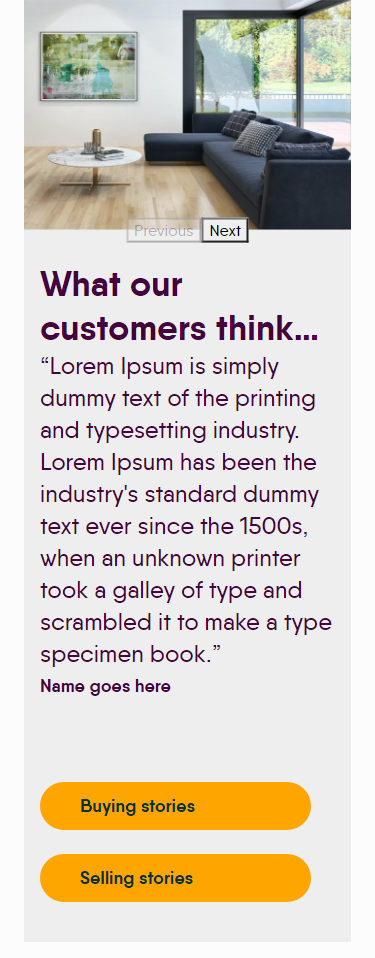 Previous Next
What our
customers think...
“Lorem Ipsum is simply
dummy text of the printing
and typesetting industry.
Lorem Ipsum has been the
industry's standard dummy
text ever since the 1500s,
when an unknown printer
took a galley of type and
scrambled it to make a type
specimen book.”
Name goes here
Buying stories
Selling stories